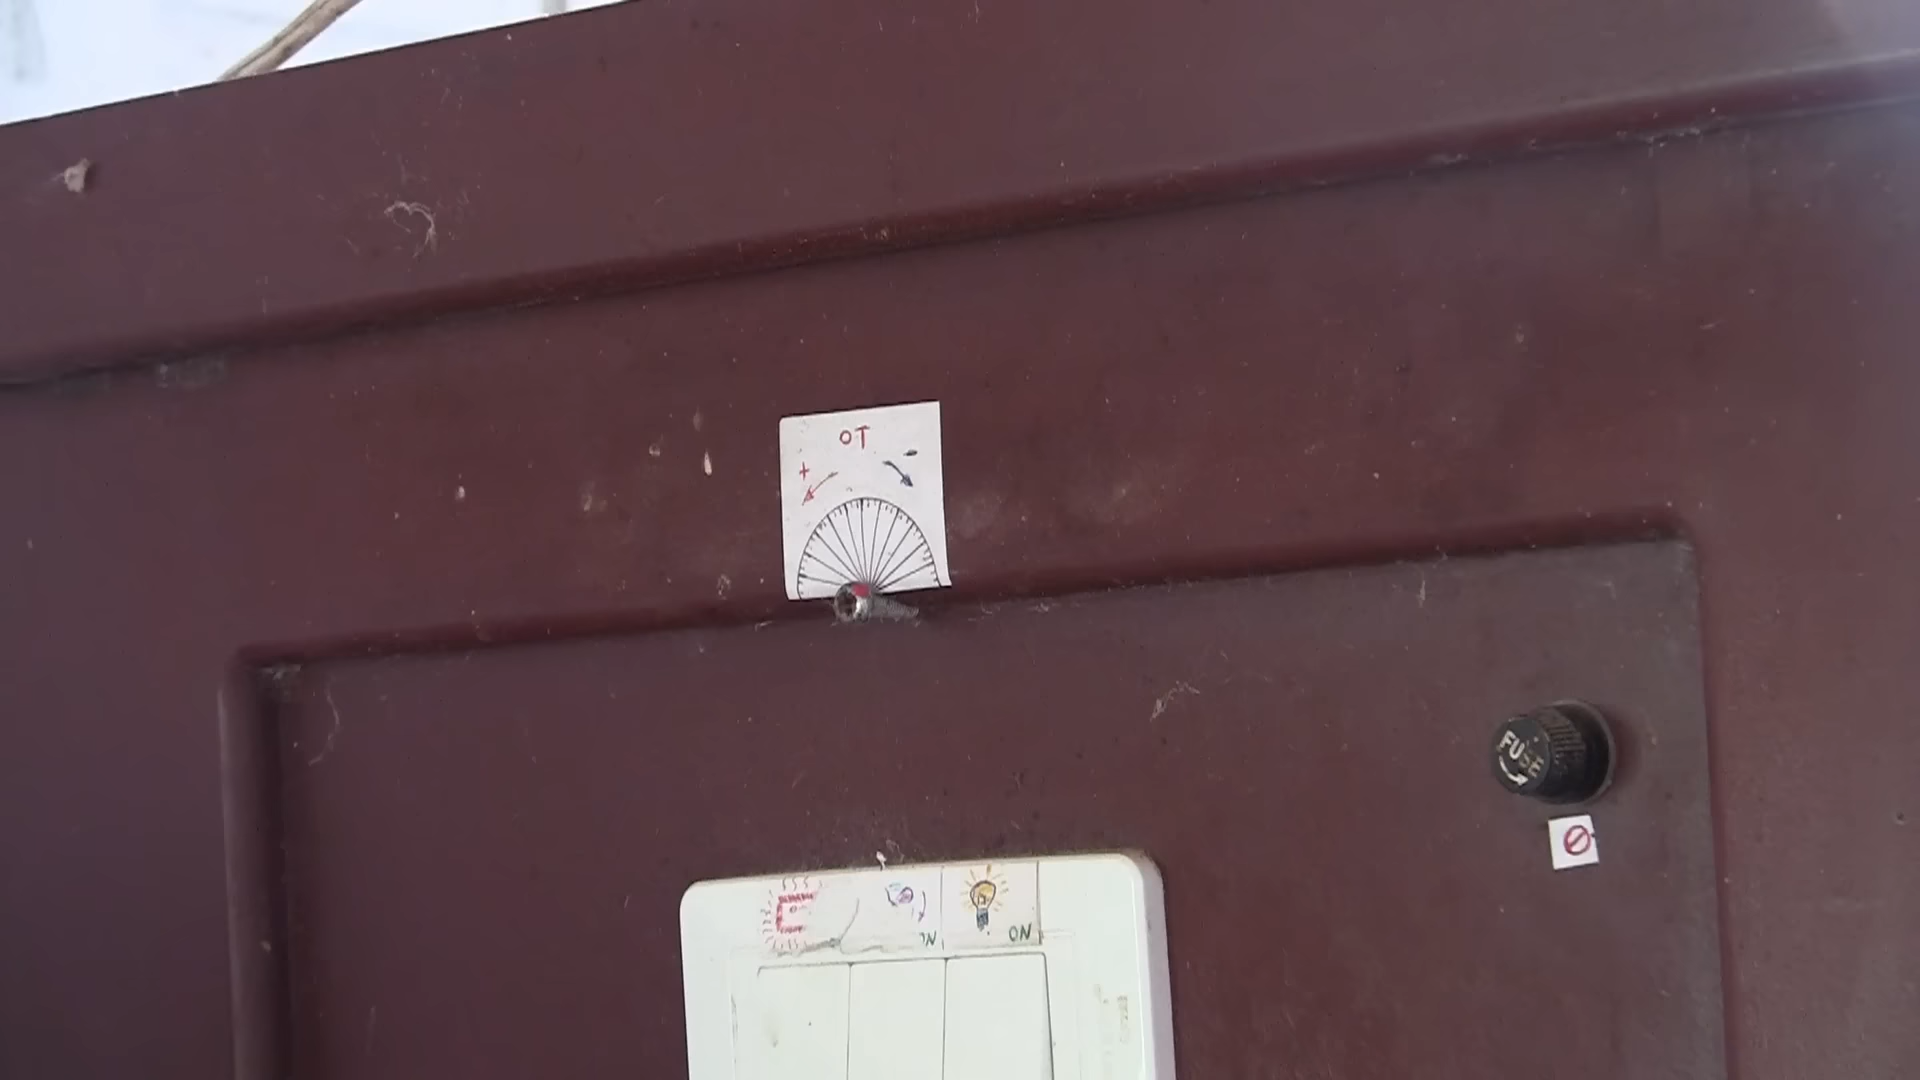 OT
+ -
FUSE
ON ON